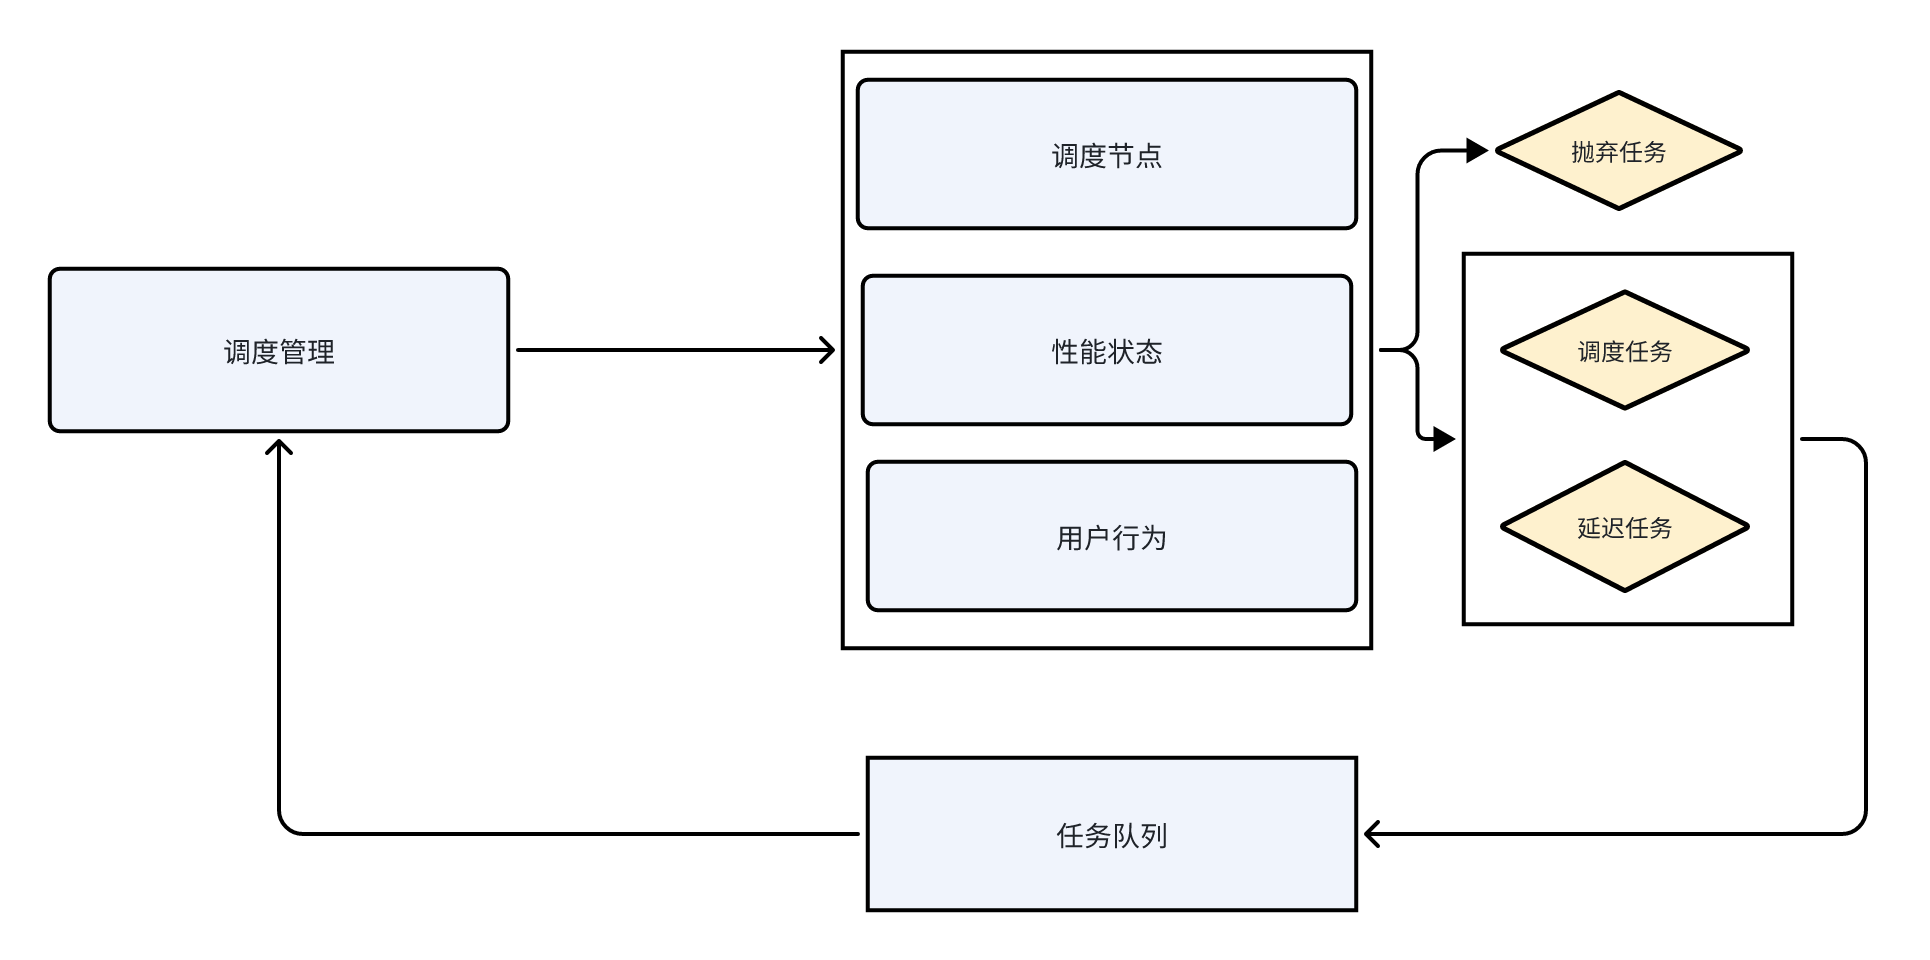 调度管理
调度节点
性能状态
用户行为
抛弃任务
调度任务
延迟任务
任务队列